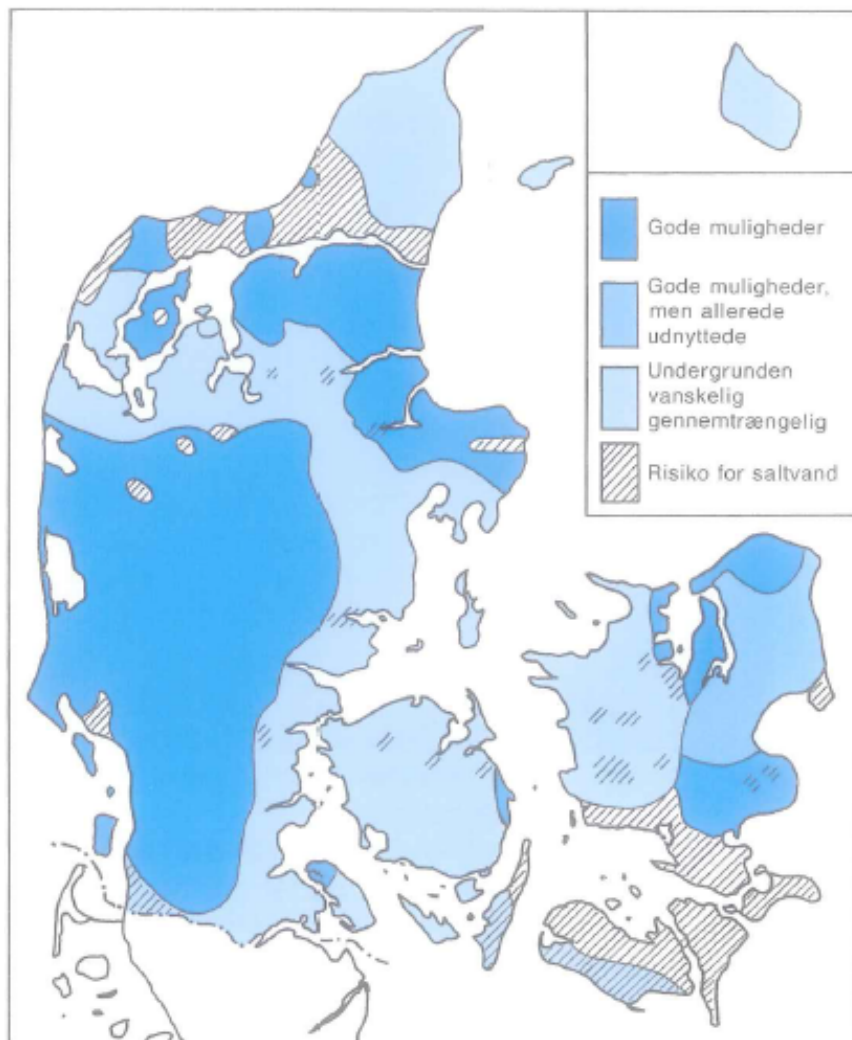 Gode muligheder
Gode muligheder,
men allerede
udnyttede
Undergrunden
vanskelig
gennemtrængelig
Risiko for saltvand